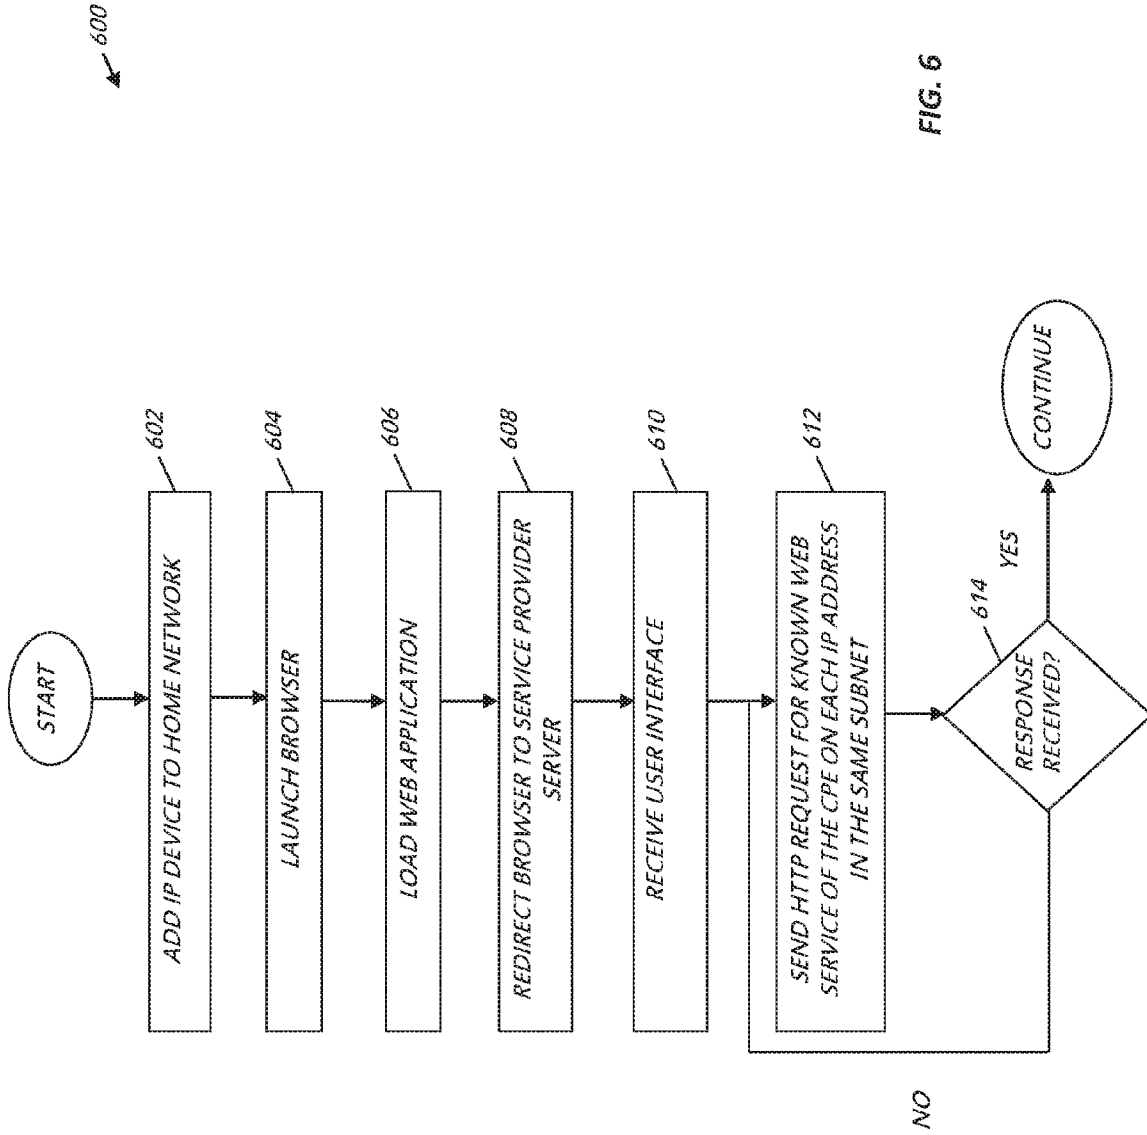 600
START
602
ADD IP DEVICE TO HOME NETWORK
604
LAUNCH BROWSER
606
LOAD WEB APPLICATION
608
REDIRECT BROWSER TO SERVICE PROVIDER
SERVER
610
RECEIVE USER INTERFACE
612
SEND HTTP REQUEST FOR KNOWN WEB
SERVICE OF THE CPE ON EACH IP ADDRESS
IN THE SAME SUBNET
614
RESPONSE
RECEIVED?
YES
CONTINUE
NO
FIG. 6